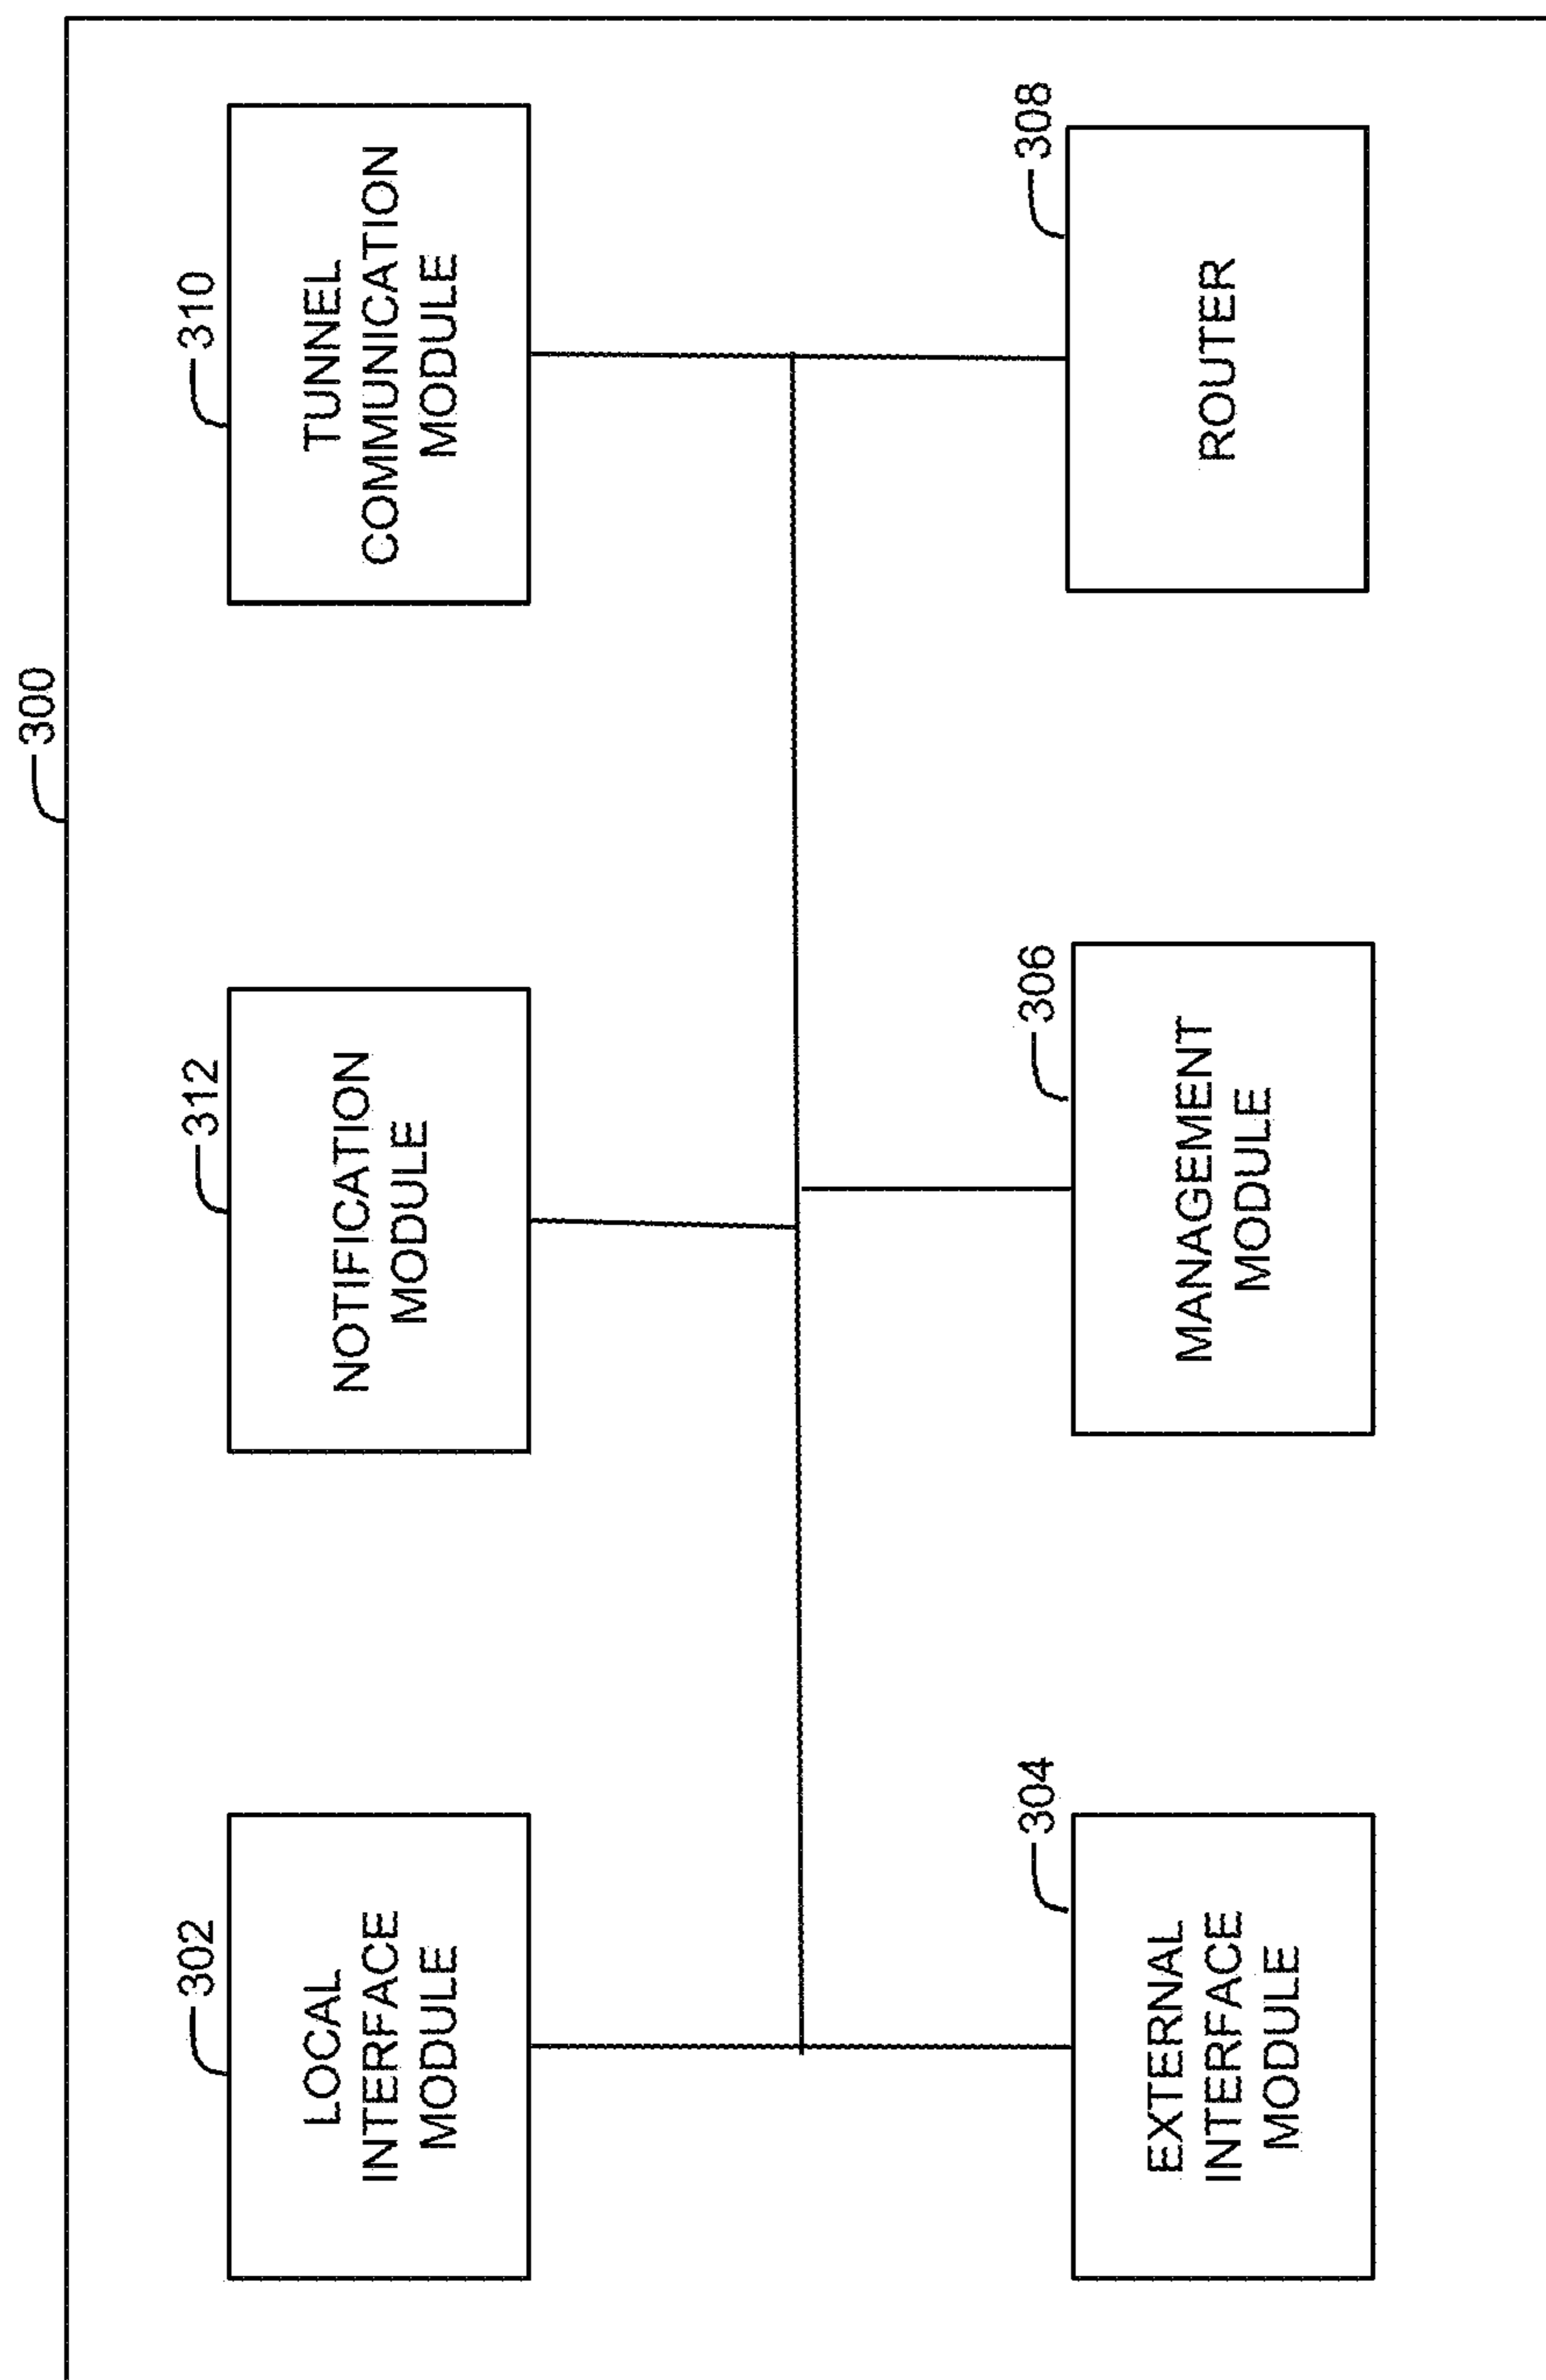 300
302
LOCAL
INTERFACE
MODULE
312
NOTIFICATION
MODULE
310
TUNNEL
COMMUNICATION
MODULE
304
EXTERNAL
INTERFACE
MODULE
306
MANAGEMENT
MODULE
308
ROUTER